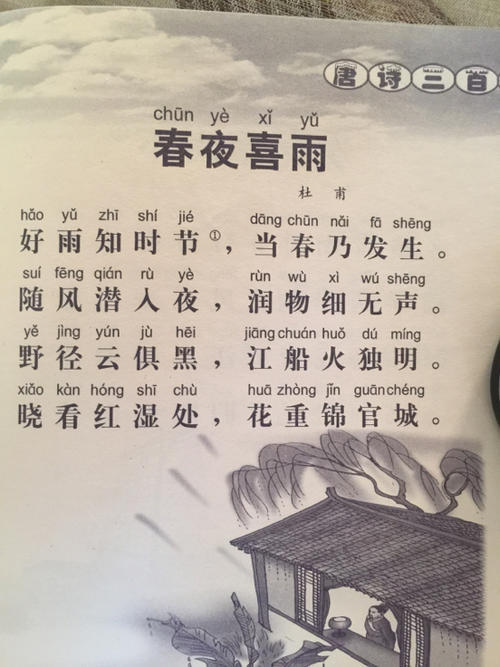 唐诗三百
chūn yè xǐ yǔ
春夜喜雨
杜甫
hǎo yǔ zhī shí jié dāng chūn nǎi fā shēng
好雨知时节①，当春乃发生。
suí fēng qián rù yè rùn wù xì wú shēng
随风潜入夜，润物细无声。
yě jìng yún jù hēi jiāng chuán huǒ dú míng
野径云俱黑，江船火独明。
xiǎo kàn hóng shī chù huā zhòng jǐn guān chéng
晓看红湿处，花重锦官城。